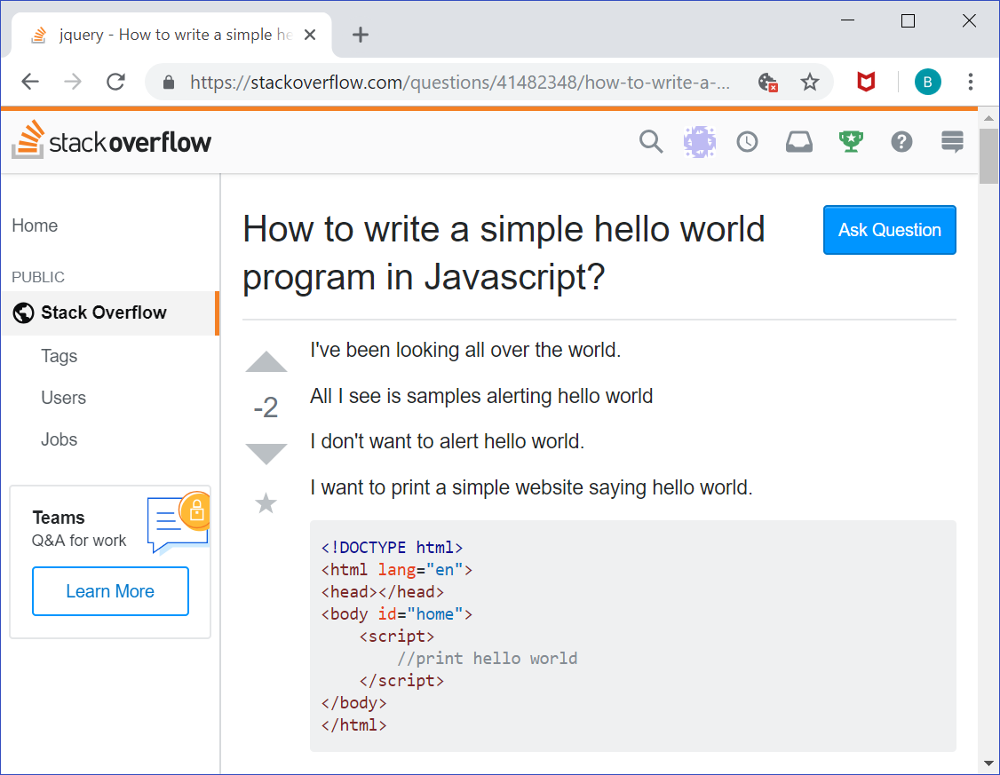 jquery - How to write a simple he
https://stackoverflow.com/questions/41482348/how-to-write-a-...
B
stack overflow
?
Home
PUBLIC
Stack Overflow
Tags
Users
Jobs
Teams
Q&A for work
Learn More
How to write a simple hello world
program in Javascript?
Ask Question
-2
I've been looking all over the world.
All I see is samples alerting hello world
I don't want to alert hello world.
I want to print a simple website saying hello world.
<!DOCTYPE html>
<html lang="en">
<head></head>
<body id="home">
    <script>
        //print hello world
    </script>
</body>
</html>